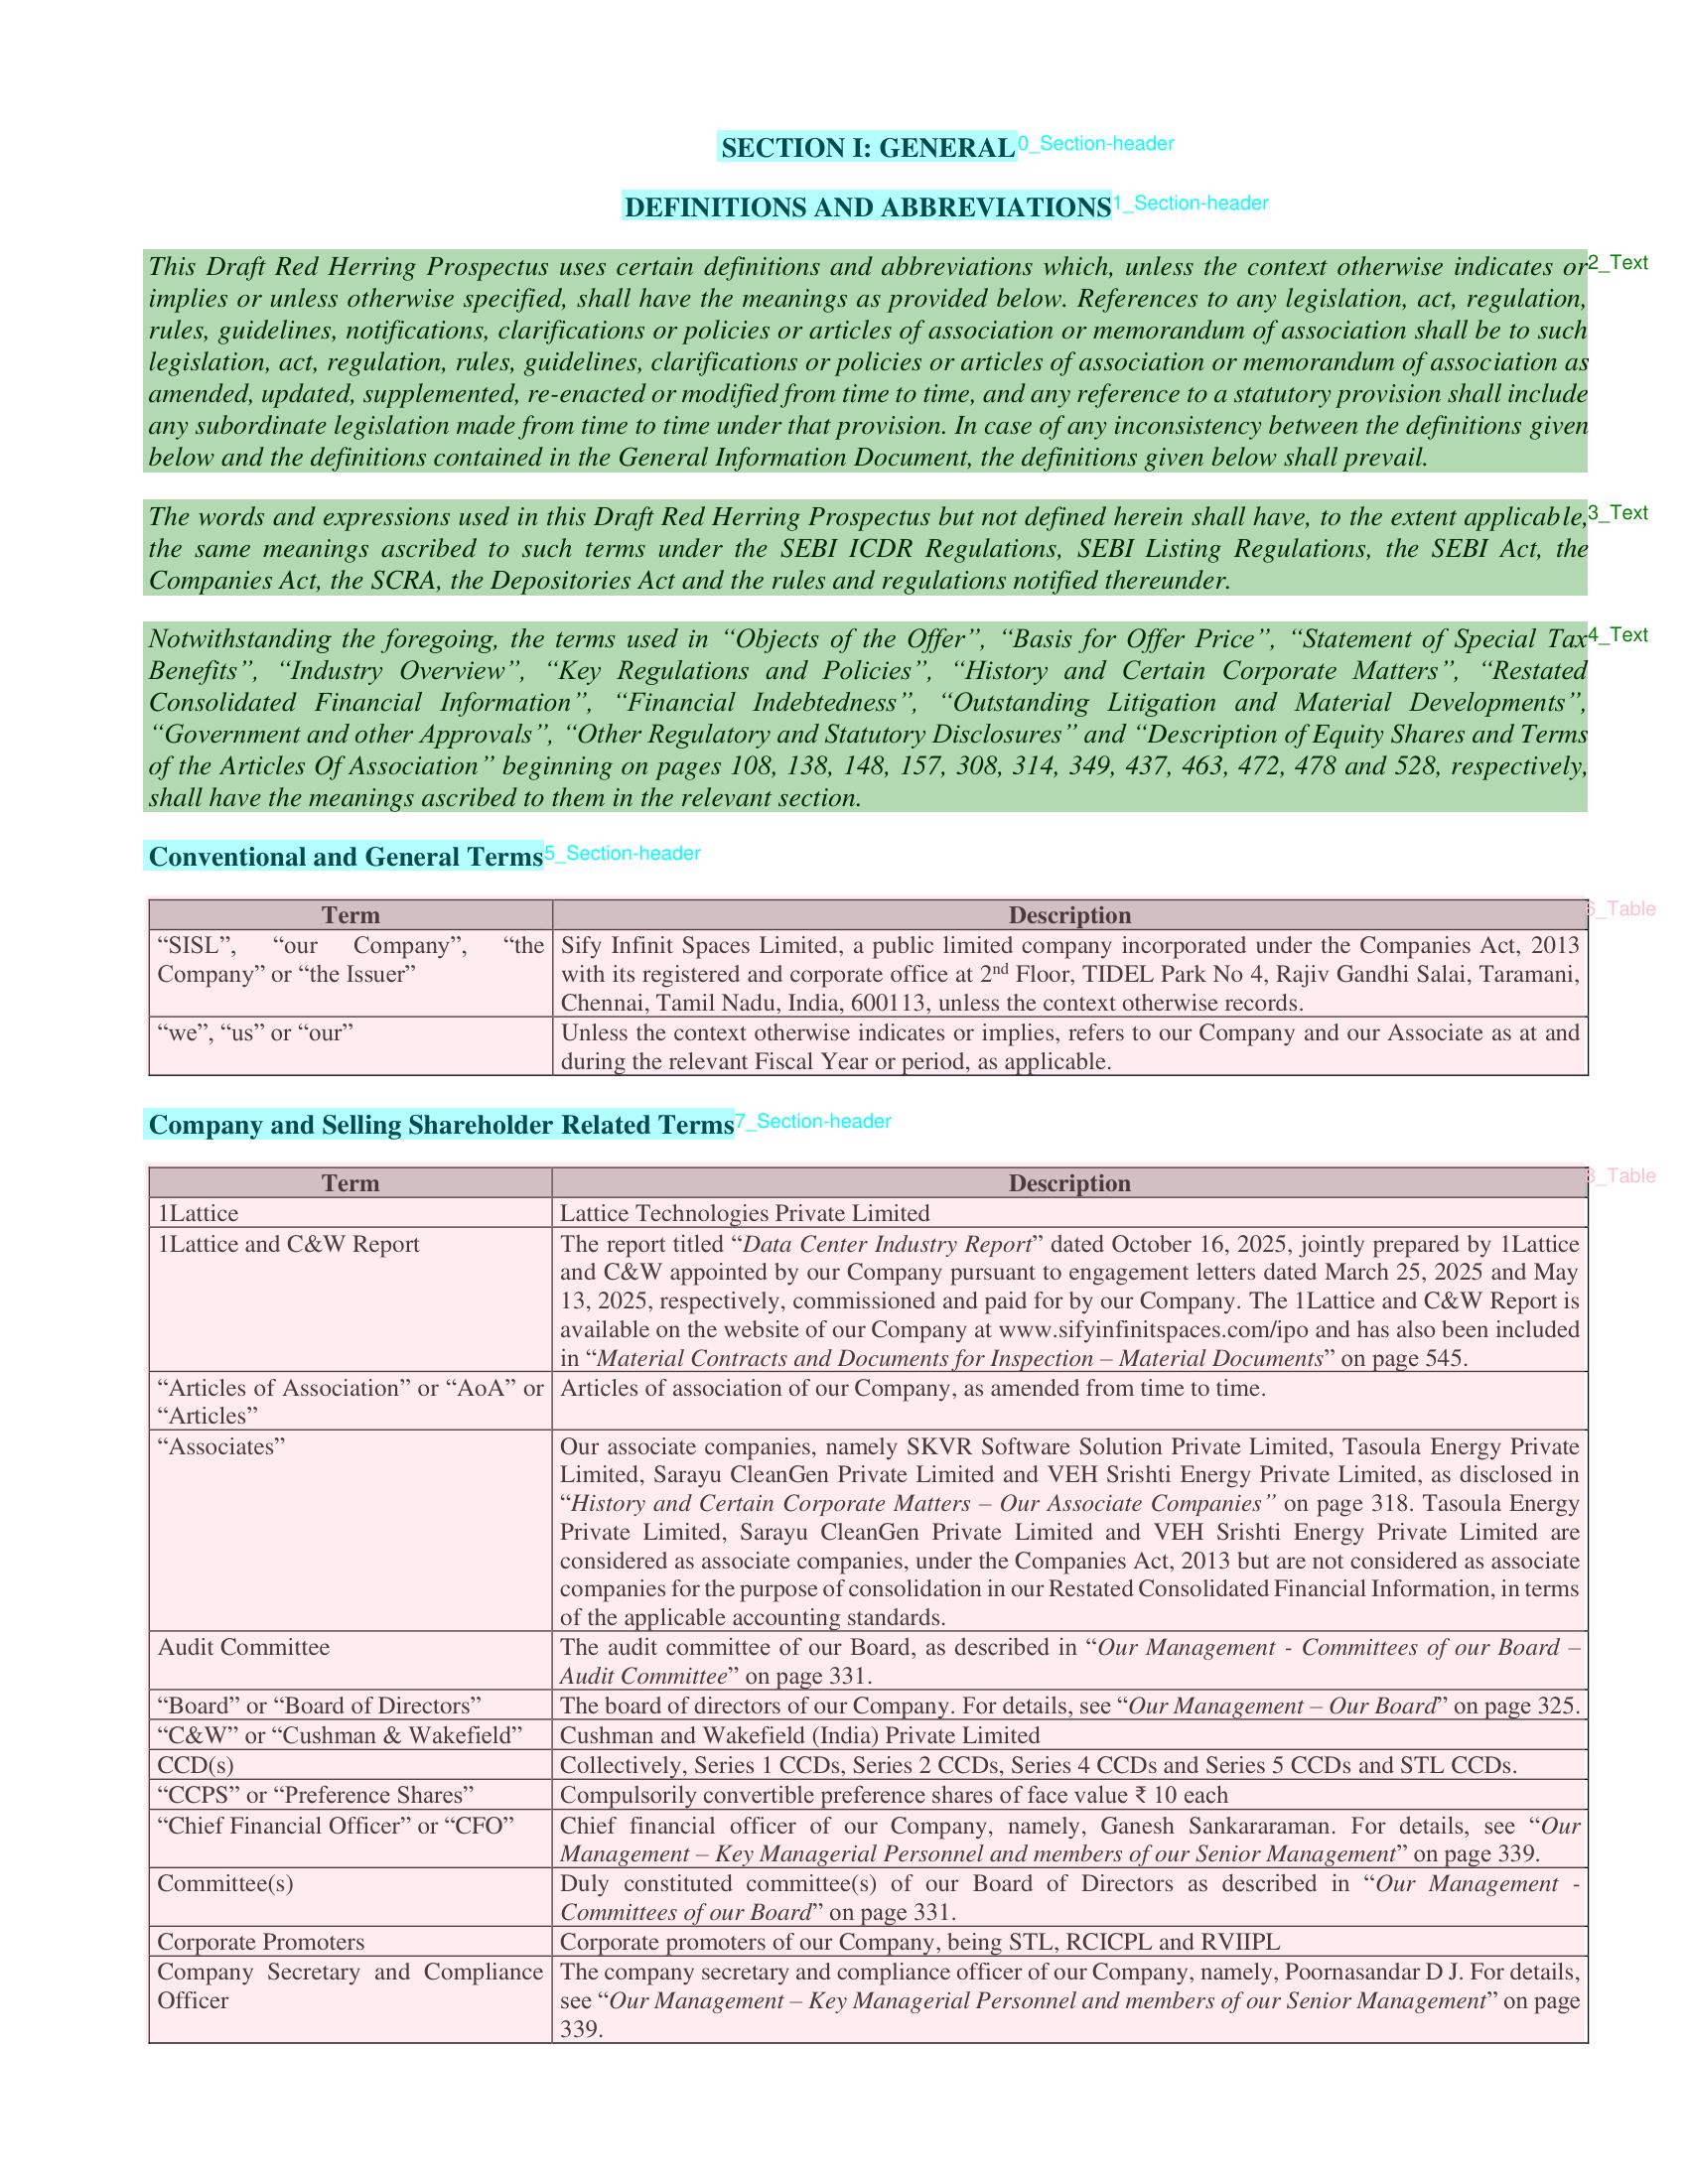 SECTION I: GENERAL
0_Section-header
DEFINITIONS AND ABBREVIATIONS
1_Section-header
This Draft Red Herring Prospectus uses certain definitions and abbreviations which, unless the context otherwise indicates or
2_Text
implies or unless otherwise specified, shall have the meanings as provided below. References to any legislation, act, regulation,
rules, guidelines, notifications, clarifications or policies or articles of association or memorandum of association shall be to such
legislation, act, regulation, rules, guidelines, clarifications or policies or articles of association or memorandum of association as
amended, updated, supplemented, re-enacted or modified from time to time, and any reference to a statutory provision shall include
any subordinate legislation made from time to time under that provision. In case of any inconsistency between the definitions given
below and the definitions contained in the General Information Document, the definitions given below shall prevail.
The words and expressions used in this Draft Red Herring Prospectus but not defined herein shall have, to the extent applicable,
3_Text
the same meanings ascribed to such terms under the SEBI ICDR Regulations, SEBI Listing Regulations, the SEBI Act, the
Companies Act, the SCRA, the Depositories Act and the rules and regulations notified thereunder.
Notwithstanding the foregoing, the terms used in “Objects of the Offer”, “Basis for Offer Price”, “Statement of Special Tax
4_Text
Benefits”, “Industry Overview”, “Key Regulations and Policies”, “History and Certain Corporate Matters”, “Restated
Consolidated Financial Information”, “Financial Indebtedness”, “Outstanding Litigation and Material Developments”,
“Government and other Approvals”, “Other Regulatory and Statutory Disclosures” and “Description of Equity Shares and Terms
of the Articles Of Association” beginning on pages 108, 138, 148, 157, 308, 314, 349, 437, 463, 472, 478 and 528, respectively,
shall have the meanings ascribed to them in the relevant section.
Conventional and General Terms
5_Section-header
Term
Description
6_Table
“SISL”, “our Company”, “the
Company” or “the Issuer”
Sify Infinit Spaces Limited, a public limited company incorporated under the Companies Act, 2013
with its registered and corporate office at 2nd Floor, TIDEL Park No 4, Rajiv Gandhi Salai, Taramani,
Chennai, Tamil Nadu, India, 600113, unless the context otherwise records.
“we”, “us” or “our”
Unless the context otherwise indicates or implies, refers to our Company and our Associate as at and
during the relevant Fiscal Year or period, as applicable.
Company and Selling Shareholder Related Terms
7_Section-header
Term
Description
8_Table
1Lattice
Lattice Technologies Private Limited
1Lattice and C&W Report
The report titled “Data Center Industry Report” dated October 16, 2025, jointly prepared by 1Lattice
and C&W appointed by our Company pursuant to engagement letters dated March 25, 2025 and May
13, 2025, respectively, commissioned and paid for by our Company. The 1Lattice and C&W Report is
available on the website of our Company at www.sifyinfinitspaces.com/ipo and has also been included
in “Material Contracts and Documents for Inspection – Material Documents” on page 545.
“Articles of Association” or “AoA” or
“Articles”
Articles of association of our Company, as amended from time to time.
“Associates”
Our associate companies, namely SKVR Software Solution Private Limited, Tasoula Energy Private
Limited, Sarayu CleanGen Private Limited and VEH Srishti Energy Private Limited, as disclosed in
“History and Certain Corporate Matters – Our Associate Companies” on page 318. Tasoula Energy
Private Limited, Sarayu CleanGen Private Limited and VEH Srishti Energy Private Limited are
considered as associate companies, under the Companies Act, 2013 but are not considered as associate
companies for the purpose of consolidation in our Restated Consolidated Financial Information, in terms
of the applicable accounting standards.
Audit Committee
The audit committee of our Board, as described in “Our Management - Committees of our Board –
Audit Committee” on page 331.
“Board” or “Board of Directors”
The board of directors of our Company. For details, see “Our Management – Our Board” on page 325.
“C&W” or “Cushman & Wakefield”
Cushman and Wakefield (India) Private Limited
CCD(s)
Collectively, Series 1 CCDs, Series 2 CCDs, Series 4 CCDs and Series 5 CCDs and STL CCDs.
“CCPS” or “Preference Shares”
Compulsorily convertible preference shares of face value ₹ 10 each
“Chief Financial Officer” or “CFO”
Chief financial officer of our Company, namely, Ganesh Sankararaman. For details, see “Our
Management – Key Managerial Personnel and members of our Senior Management” on page 339.
Committee(s)
Duly constituted committee(s) of our Board of Directors as described in “Our Management -
Committees of our Board” on page 331.
Corporate Promoters
Corporate promoters of our Company, being STL, RCICPL and RVIIPL
Company Secretary and Compliance
Officer
The company secretary and compliance officer of our Company, namely, Poornasandar D J. For details,
see “Our Management – Key Managerial Personnel and members of our Senior Management” on page
339.